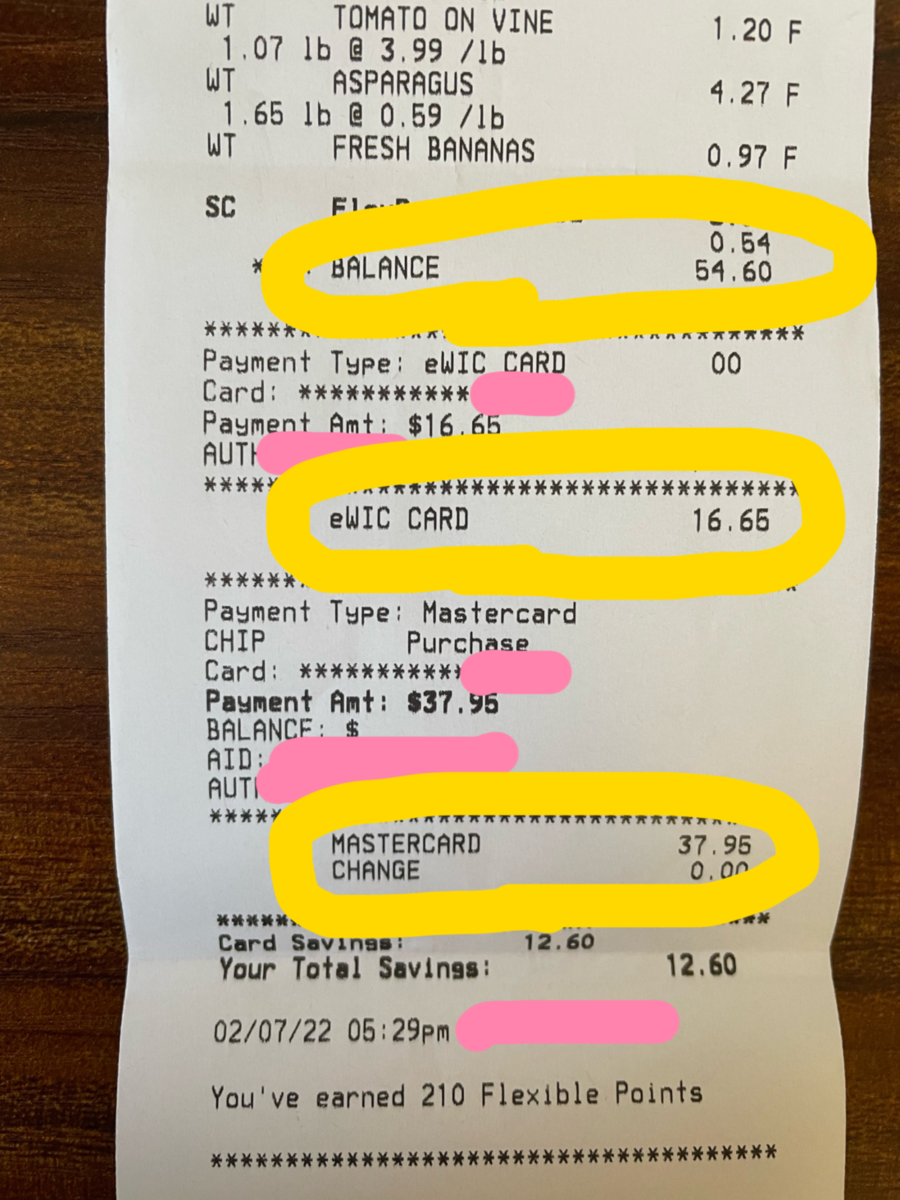 WT TOMATO ON VINE 1.20 F
1.07 lb @ 3.99 /lb
WT ASPARAGUS 4.27 F
1.65 lb @ 0.59 /lb
WT FRESH BANANAS 0.97 F
SC
0.54
BALANCE 54.60
****************************************
Payment Type: eWIC CARD 00
Card: ***********
Payment Amt: $16.65
AUTH
****************************************
eWIC CARD 16.65
****************************************
Payment Type: Mastercard
CHIP Purchase
Card: ***********
Payment Amt: $37.95
BALANCE: $
AID:
AUTH
****************************************
MASTERCARD 37.95
CHANGE 0.00
****************************************
Card Savings: 12.60
Your Total Savings: 12.60
02/07/22 05:29pm
You've earned 210 Flexible Points
****************************************